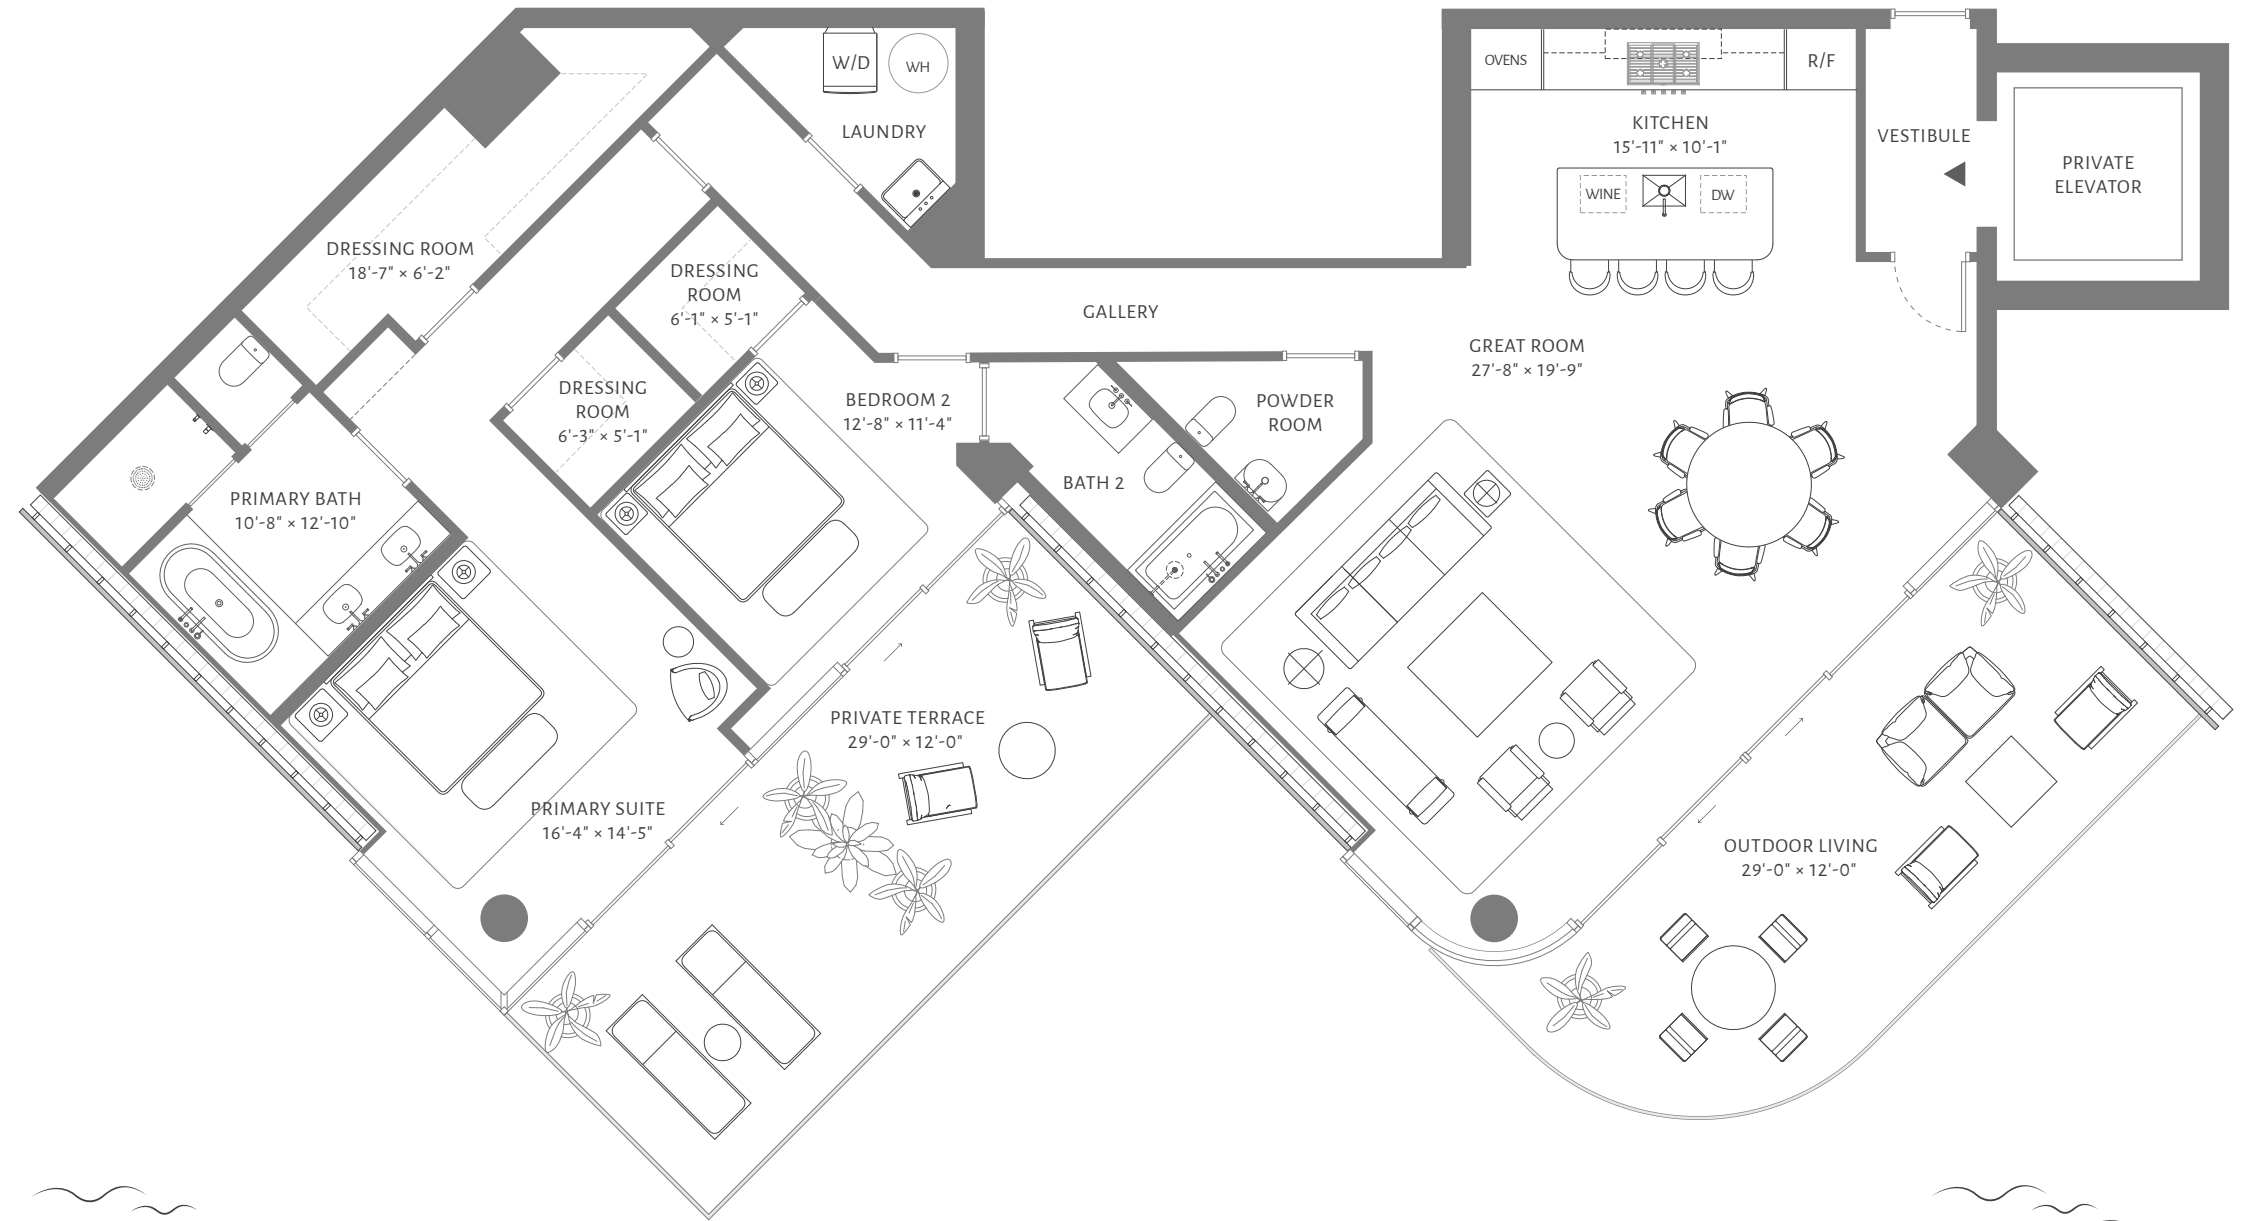 W/D
WH
LAUNDRY
OVENS
R/F
KITCHEN
15'-11" × 10'-1"
VESTIBULE
PRIVATE
ELEVATOR
WINE
DW
DRESSING ROOM
18'-7" × 6'-2"
DRESSING
ROOM
6'-1" × 5'-1"
GALLERY
GREAT ROOM
27'-8" × 19'-9"
DRESSING
ROOM
6'-3" × 5'-1"
BEDROOM 2
12'-8" × 11'-4"
POWDER
ROOM
BATH 2
PRIMARY BATH
10'-8" × 12'-10"
PRIVATE TERRACE
29'-0" × 12'-0"
PRIMARY SUITE
16'-4" × 14'-5"
OUTDOOR LIVING
29'-0" × 12'-0"